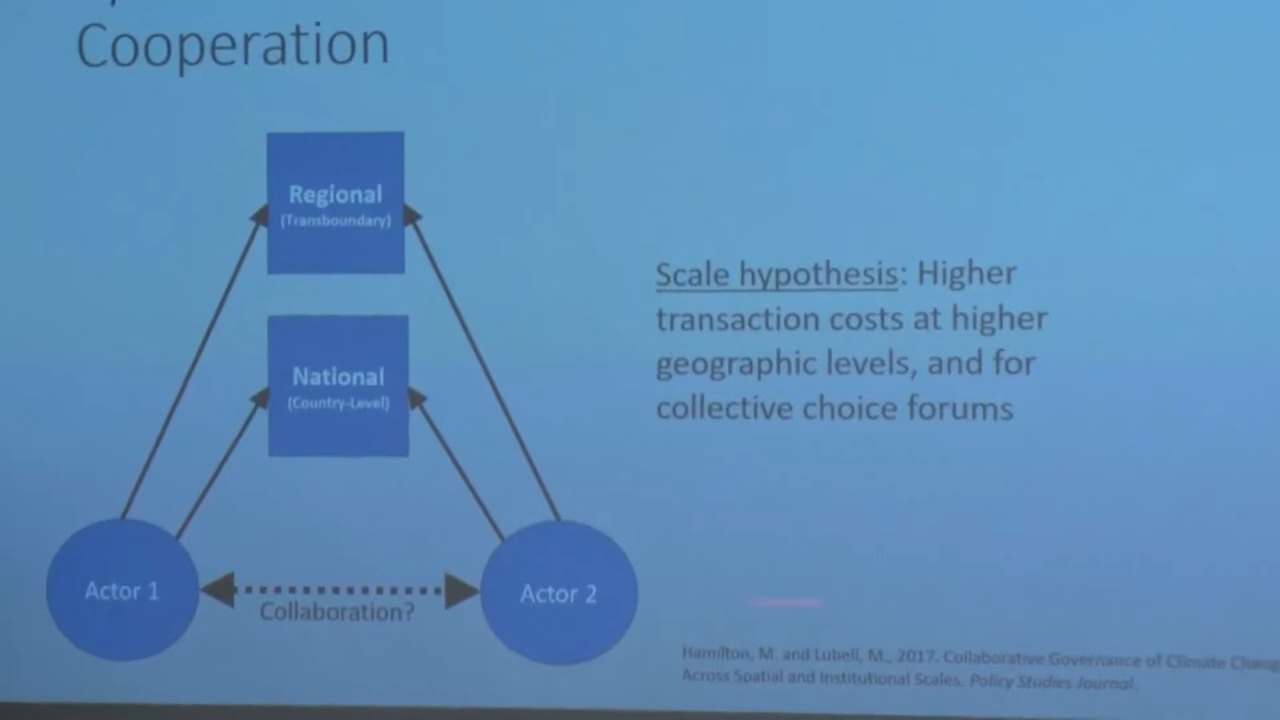 Cooperation
Regional
(Transboundary)
National
(Country-Level)
Scale hypothesis: Higher
transaction costs at higher
geographic levels, and for
collective choice forums
Actor 1
Actor 2
Collaboration?
Hamilton, M. and Lubell, M., 2017. Collaborative Governance of Climate Chang
Across Spatial and Institutional Scales. Policy Studies Journal.